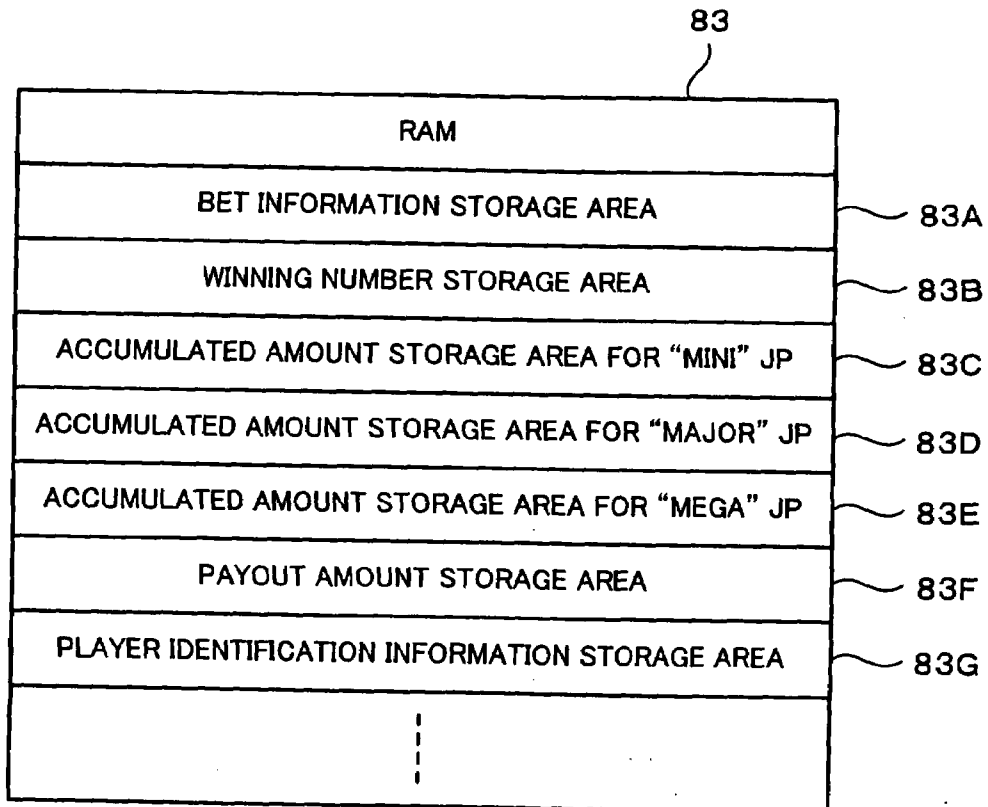 83
RAM
BET INFORMATION STORAGE AREA 83A
WINNING NUMBER STORAGE AREA 83B
ACCUMULATED AMOUNT STORAGE AREA FOR “MINI” JP 83C
ACCUMULATED AMOUNT STORAGE AREA FOR “MAJOR” JP 83D
ACCUMULATED AMOUNT STORAGE AREA FOR “MEGA” JP 83E
PAYOUT AMOUNT STORAGE AREA 83F
PLAYER IDENTIFICATION INFORMATION STORAGE AREA 83G